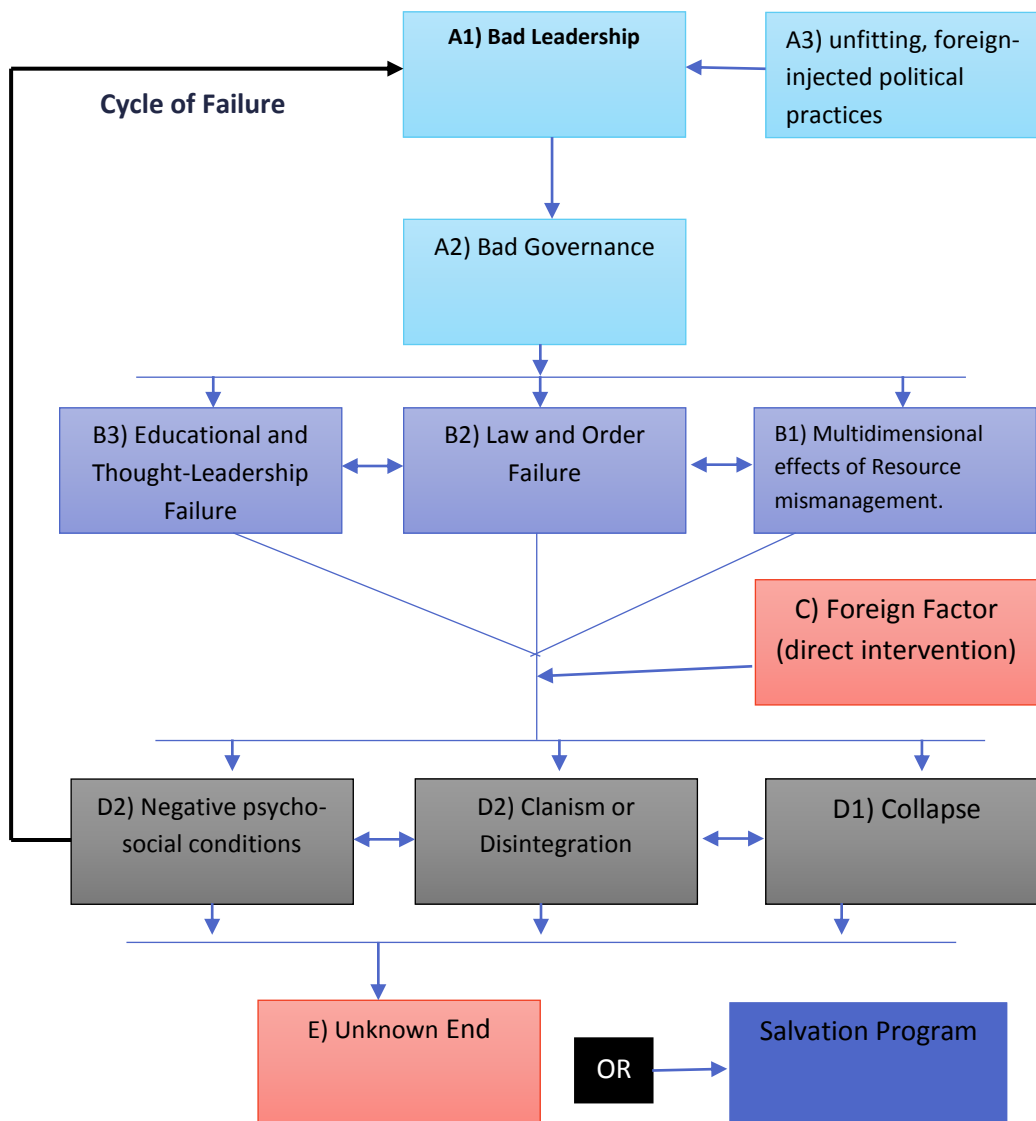 A1) Bad Leadership
A3) unfitting, foreign-
injected political
practices
Cycle of Failure
A2) Bad Governance
B3) Educational and
Thought-Leadership
Failure
B2) Law and Order
Failure
B1) Multidimensional
effects of Resource
mismanagement.
C) Foreign Factor
(direct intervention)
D2) Negative psycho-
social conditions
D2) Clanism or
Disintegration
D1) Collapse
E) Unknown End
OR
Salvation Program